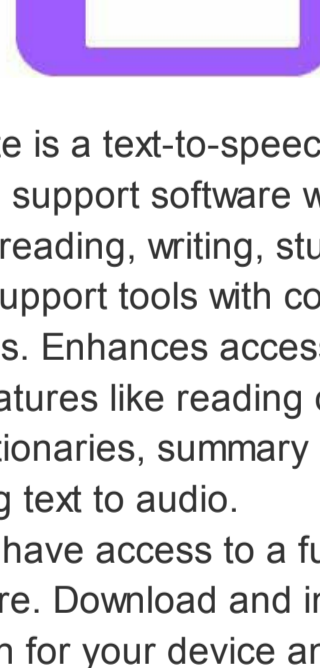 te is a text-to-speec
support software w
reading, writing, stu
upport tools with co
s. Enhances acces
atures like reading
tionaries, summary
g text to audio.
have access to a fu
re. Download and in
n for your device an